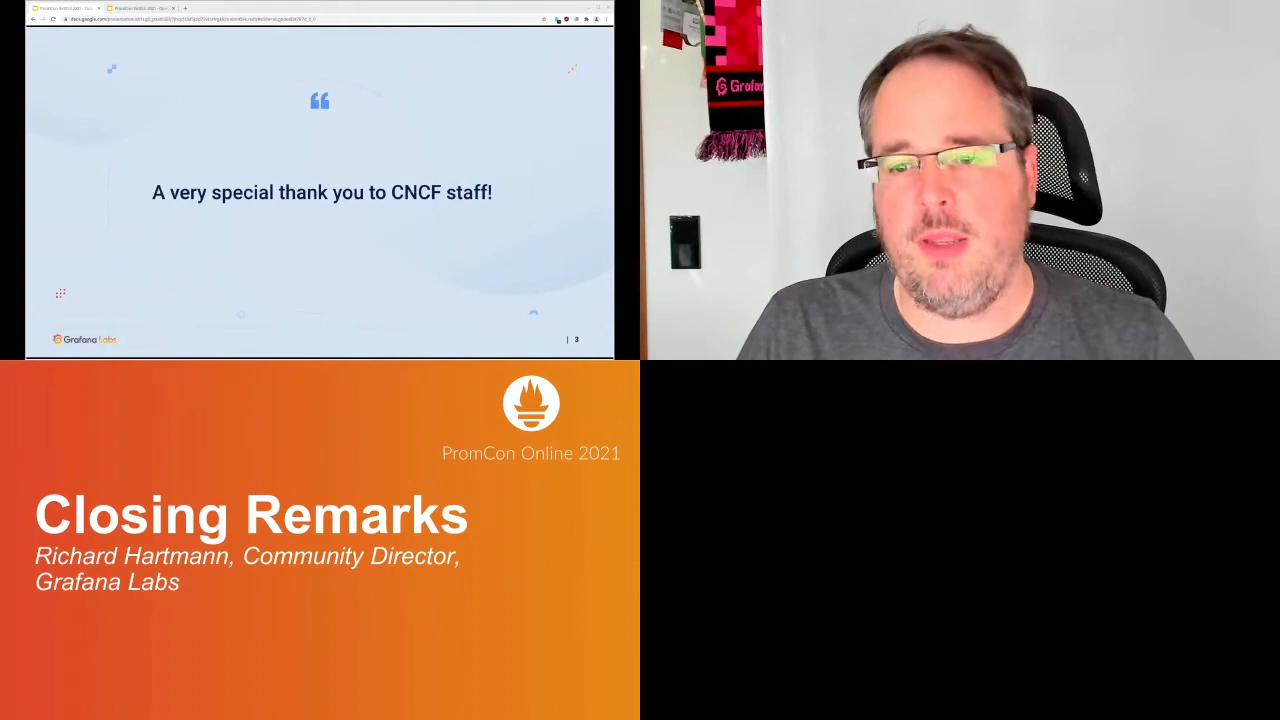 A very special thank you to CNCF staff!
Grafana Labs
| 3
Grafan
PromCon Online 2021
Closing Remarks
Richard Hartmann, Community Director,
Grafana Labs